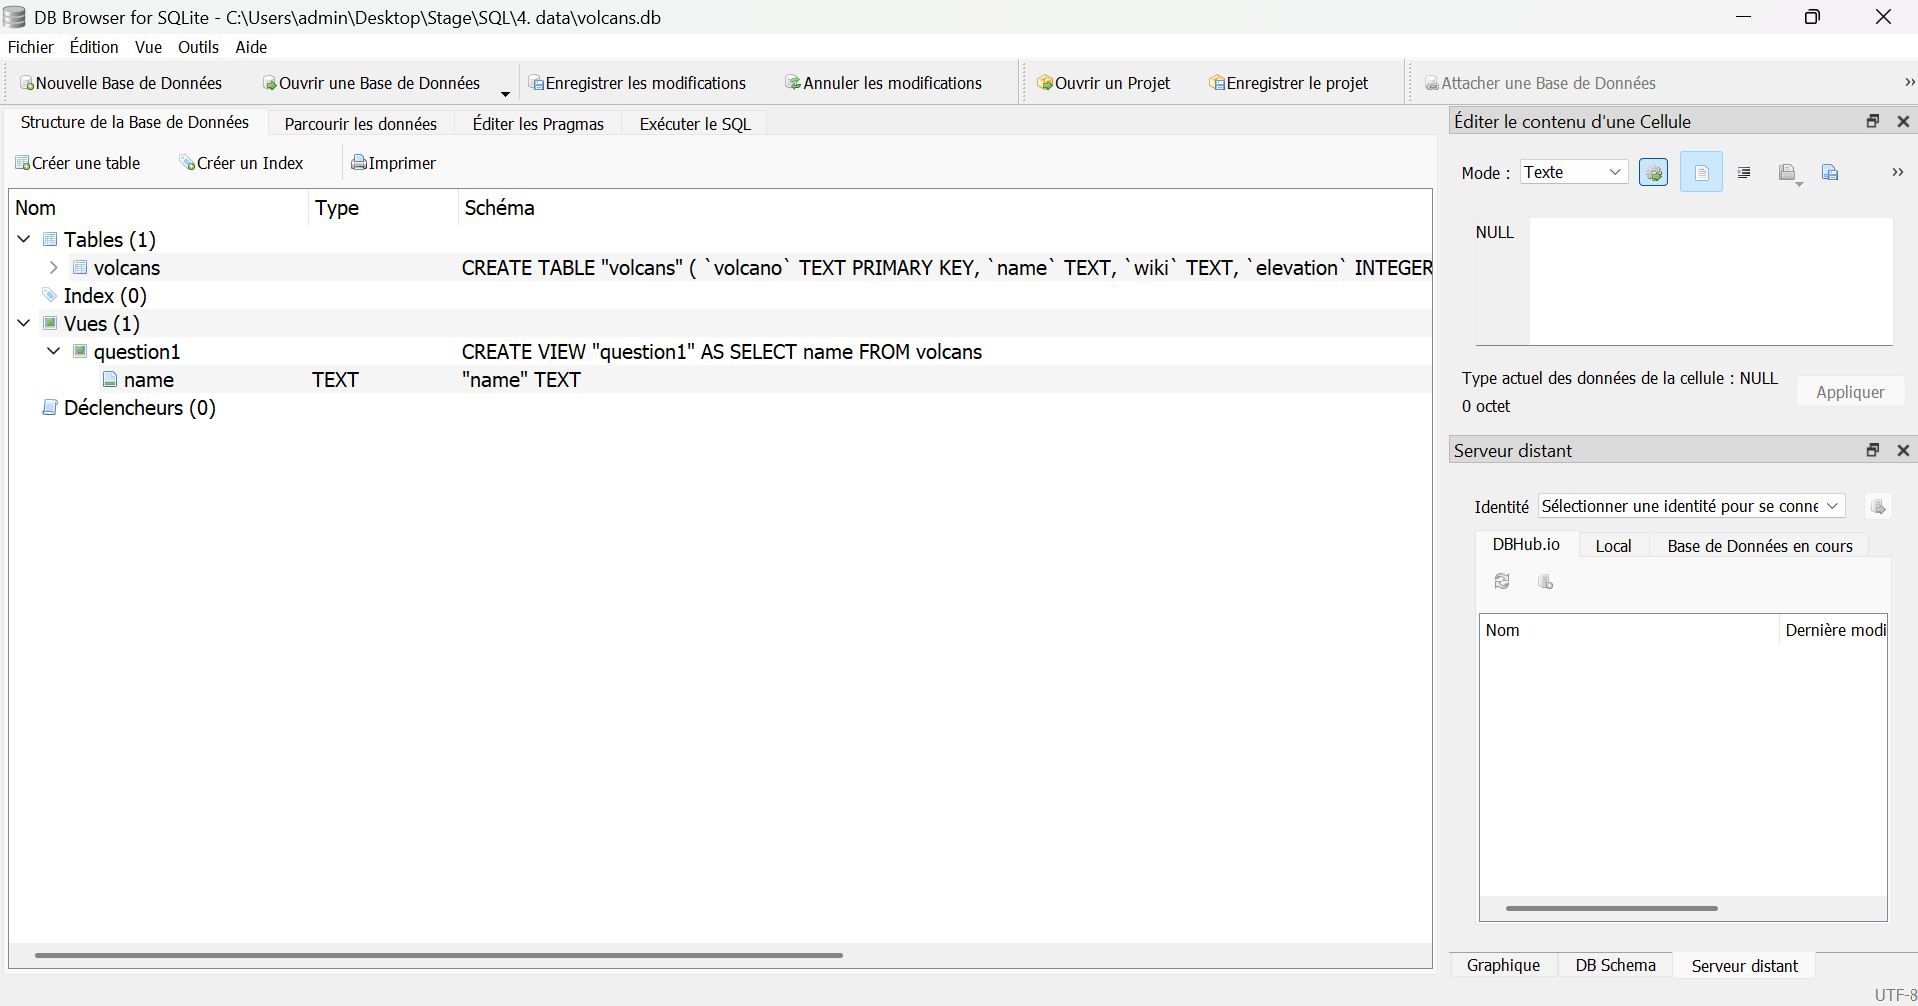 DB Browser for SQLite - C:\Users\admin\Desktop\Stage\SQL\4. data\volcans.db
Fichier Édition Vue Outils Aide
Nouvelle Base de Données Ouvrir une Base de Données Enregistrer les modifications Annuler les modifications Ouvrir un Projet Enregistrer le projet Attacher une Base de Données »
Structure de la Base de Données Parcourir les données Éditer les Pragmas Exécuter le SQL
Créer une table Créer un Index Imprimer
Nom Type Schéma
Tables (1)
volcans CREATE TABLE "volcans" ( `volcano` TEXT PRIMARY KEY, `name` TEXT, `wiki` TEXT, `elevation` INTEGER
Index (0)
Vues (1)
question1 CREATE VIEW "question1" AS SELECT name FROM volcans
name TEXT "name" TEXT
Déclencheurs (0)
Éditer le contenu d'une Cellule
Mode : Texte »
NULL
Type actuel des données de la cellule : NULL
0 octet
Appliquer
Serveur distant
Identité Sélectionner une identité pour se conne
DBHub.io Local Base de Données en cours
Nom Dernière modi
Graphique DB Schema Serveur distant
UTF-8